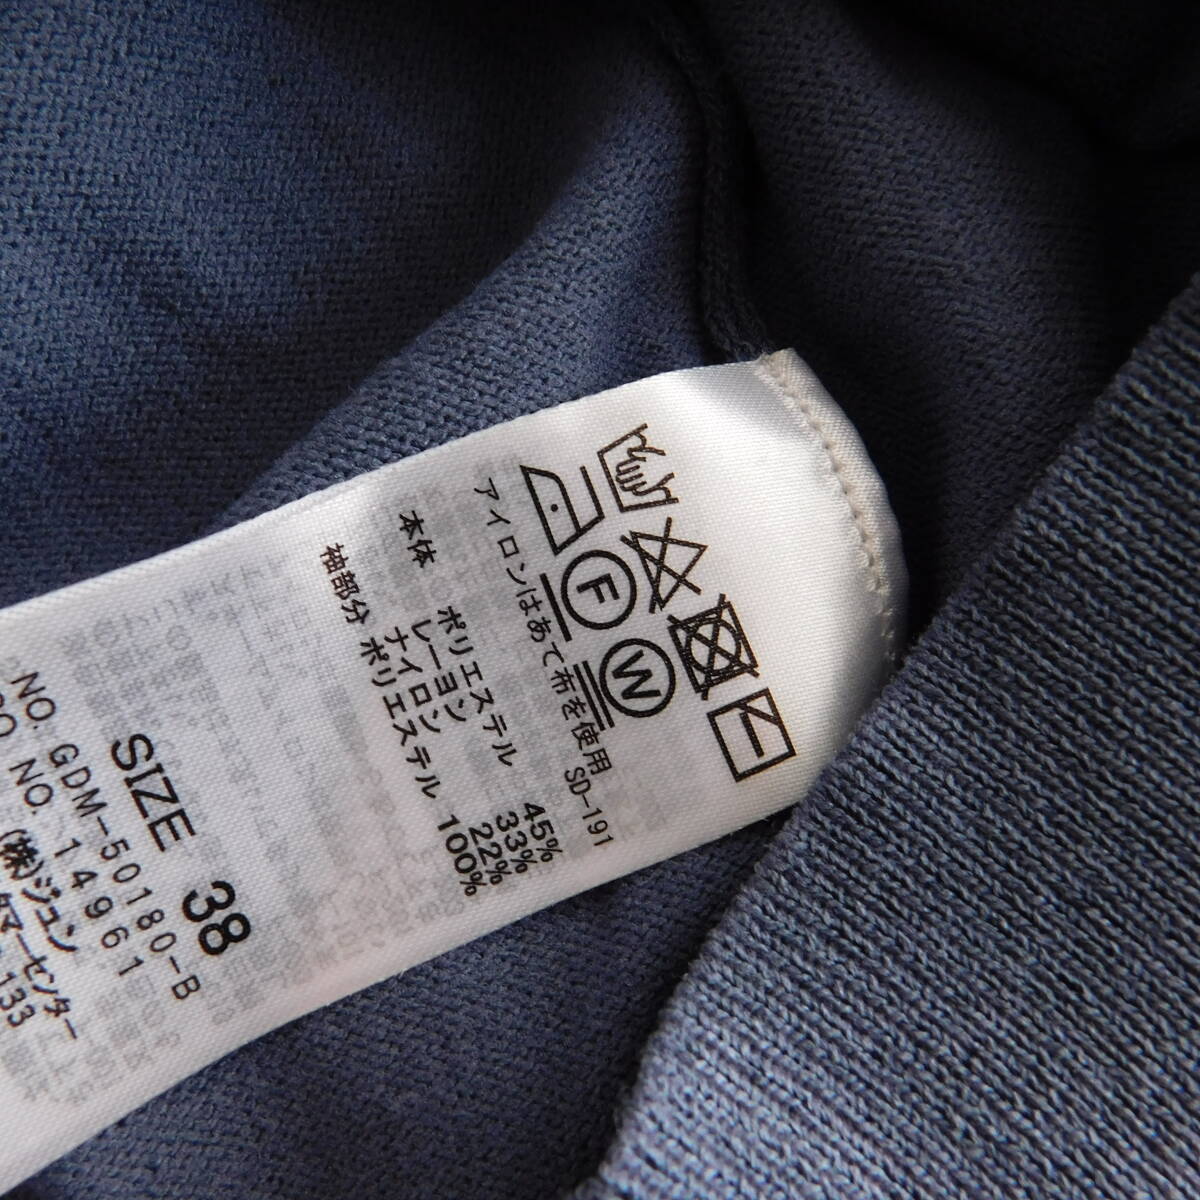 F
W
アイロンはあて布を使用
SD-191
本体 ポリエステル 45%
レーヨン 33%
ナイロン 22%
袖部分 ポリエステル 100%
SIZE 38
NO. GDM-50180-B
NO. 14961
(株)ジュン
マーセンター
133